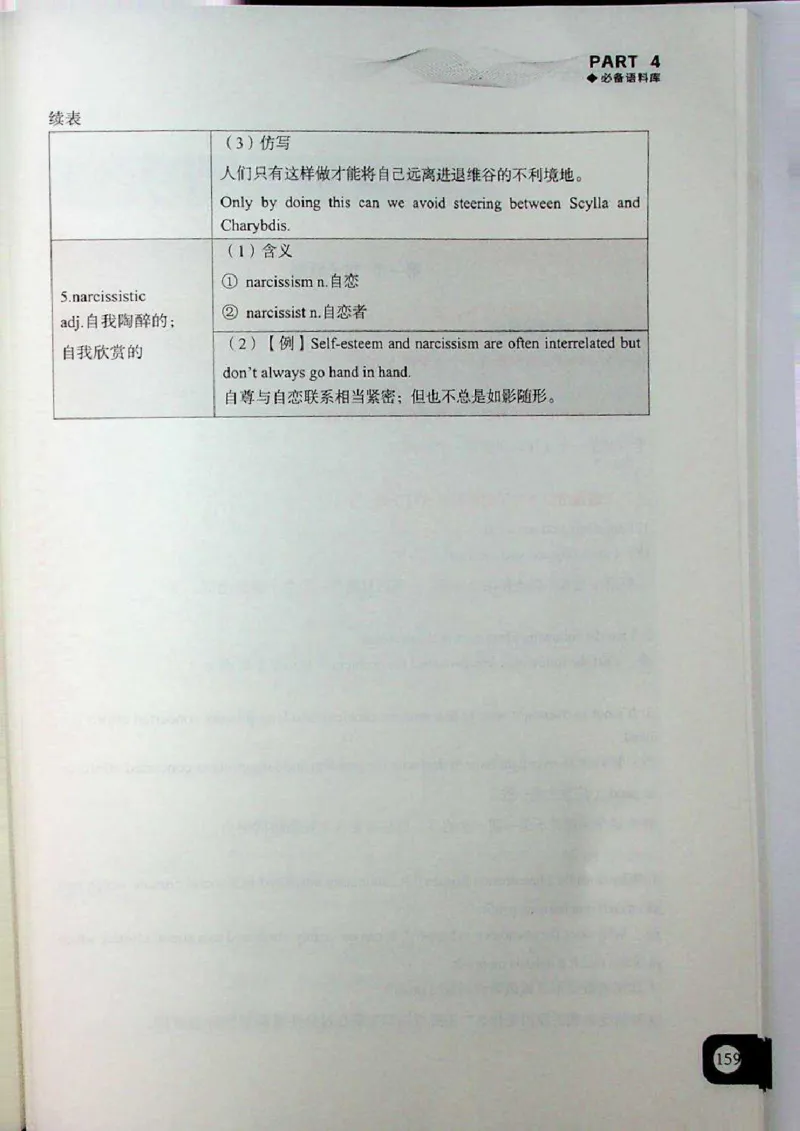 PART 4
◆必备语料库
续表
（3）仿写
人们只有这样做才能将自己远离进退维谷的不利境地。
Only by doing this can we avoid steering between Scylla and
Charybdis.
5.narcissistic
adj.自我陶醉的；
自我欣赏的
（1）含义
① narcissism n.自恋
② narcissist n.自恋者
（2）【例】Self-esteem and narcissism are often interrelated but
don't always go hand in hand.
自尊与自恋联系相当紧密；但也不总是如影随形。
159